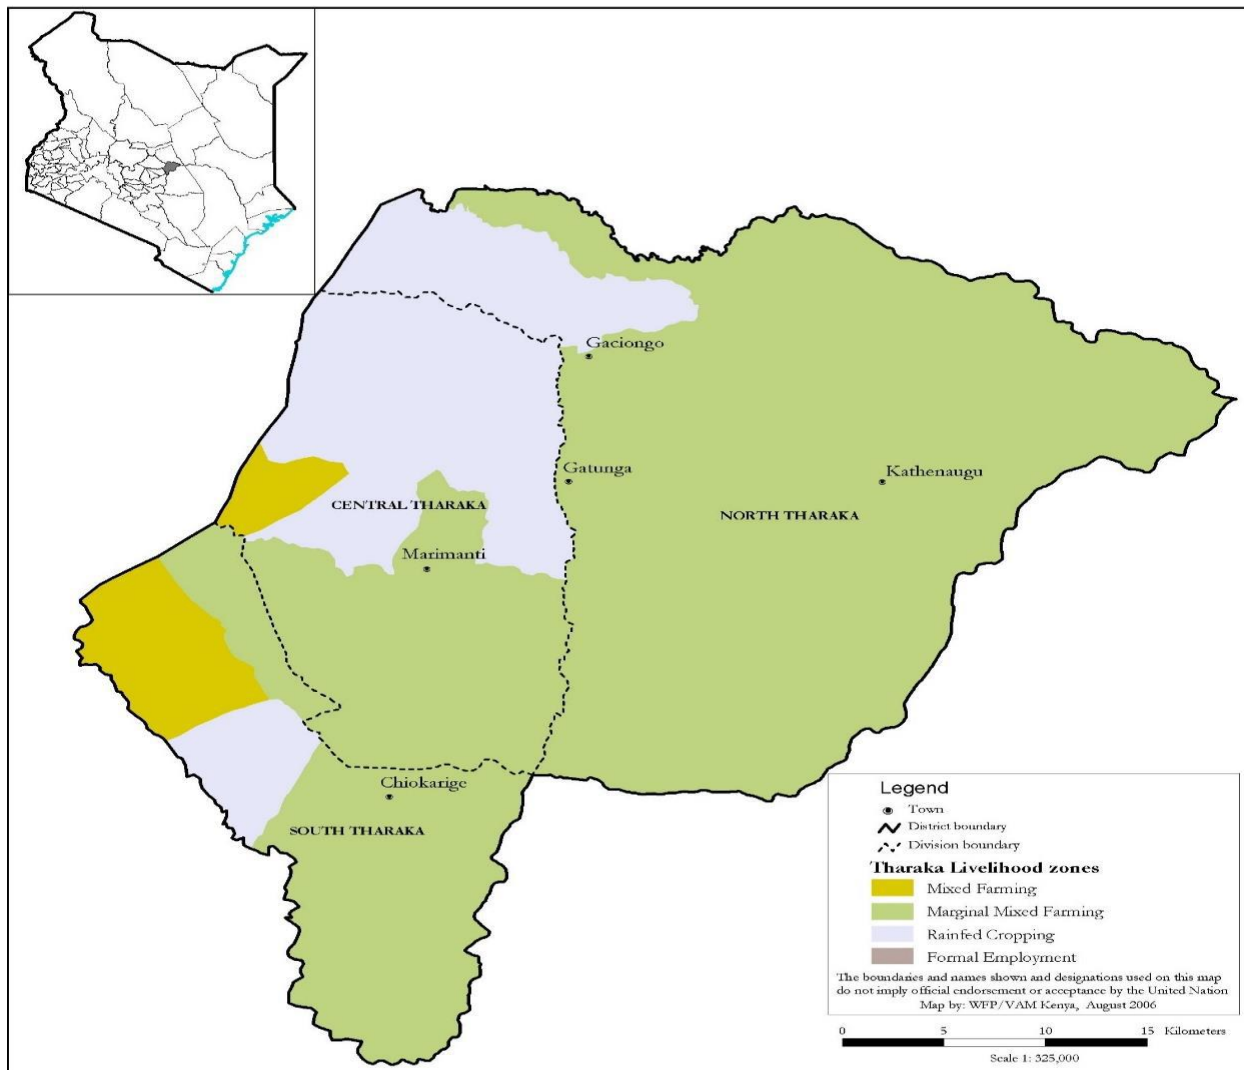 Gaciongo
Gatunga
Kathenaugu
CENTRAL THARAKA
NORTH THARAKA
Marimanti
Chiokarige
SOUTH THARAKA
Legend
Town
District boundary
Division boundary
Tharaka Livelihood zones
Mixed Farming
Marginal Mixed Farming
Rainfed Cropping
Formal Employment
The boundaries and names shown and designations used on this map
do not imply official endorsement or acceptance by the United Nation
Map by: WFP/VAM Kenya, August 2006
0 5 10 15 Kilometers
Scale 1: 325,000